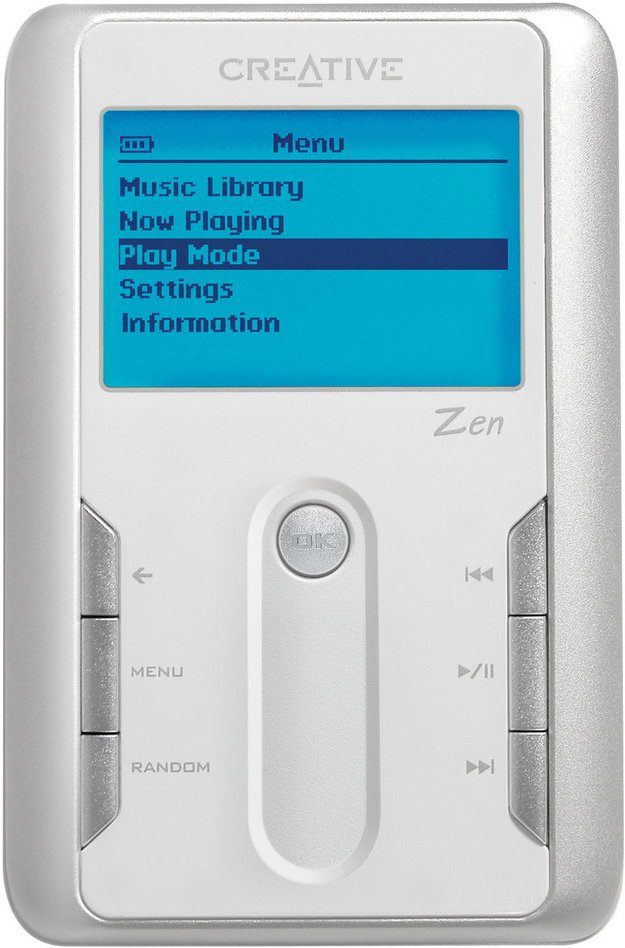 CREATIVE
Menu
Music Library
Now Playing
Play Mode
Settings
Information
Zen
OK
MENU
RANDOM